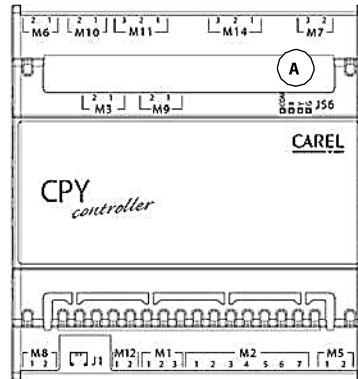 2 1 2 1 3 2 1 3 2 1 3 2
M6 M10 M11 M14 M7
A
2 1 2 1
M3 M9 JS6
CAREL
CPY
controller
M8 J1 M12 M1 M2 M5
1 2 1 2 1 2 3 1 2 3 4 5 6 7 1 2